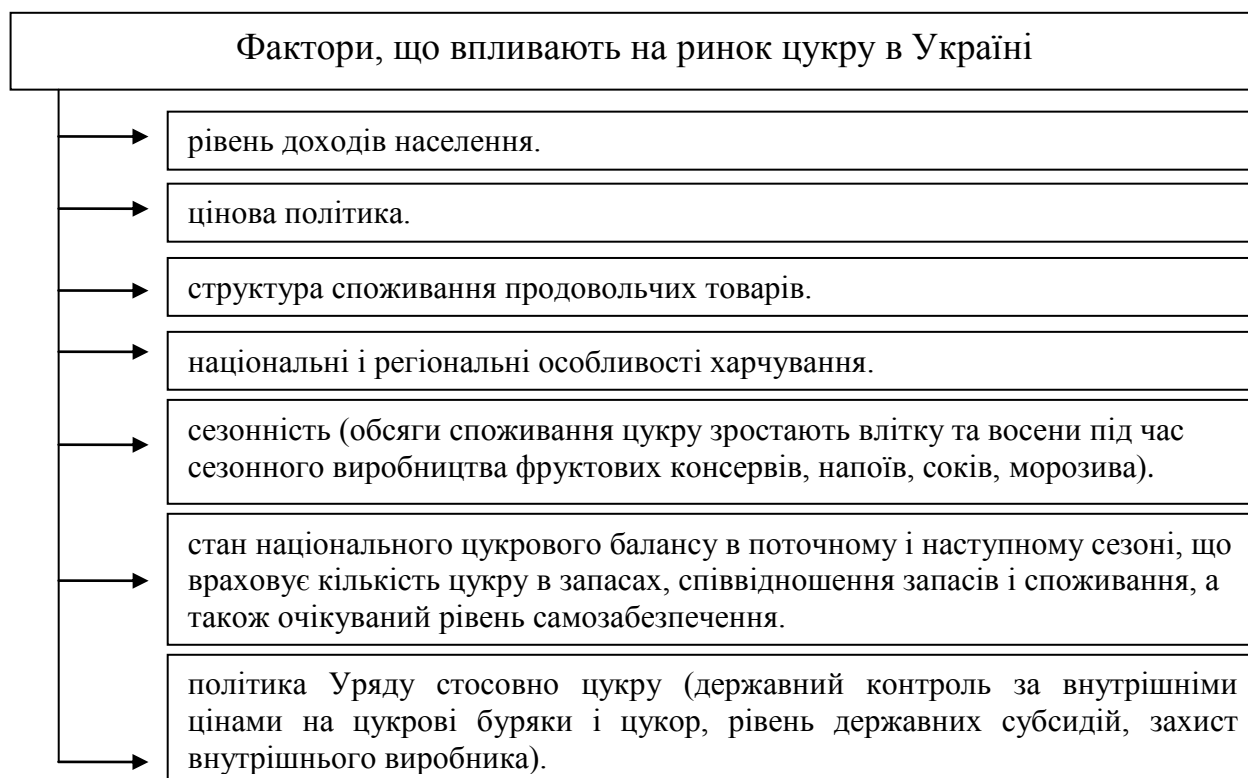 Фактори, що впливають на ринок цукру в Україні
рівень доходів населення.
цінова політика.
структура споживання продовольчих товарів.
національні і регіональні особливості харчування.
сезонність (обсяги споживання цукру зростають влітку та восени під час
сезонного виробництва фруктових консервів, напоїв, соків, морозива).
стан національного цукрового балансу в поточному і наступному сезоні, що
враховує кількість цукру в запасах, співвідношення запасів і споживання, а
також очікуваний рівень самозабезпечення.
політика Уряду стосовно цукру (державний контроль за внутрішніми
цінами на цукрові буряки і цукор, рівень державних субсидій, захист
внутрішнього виробника).